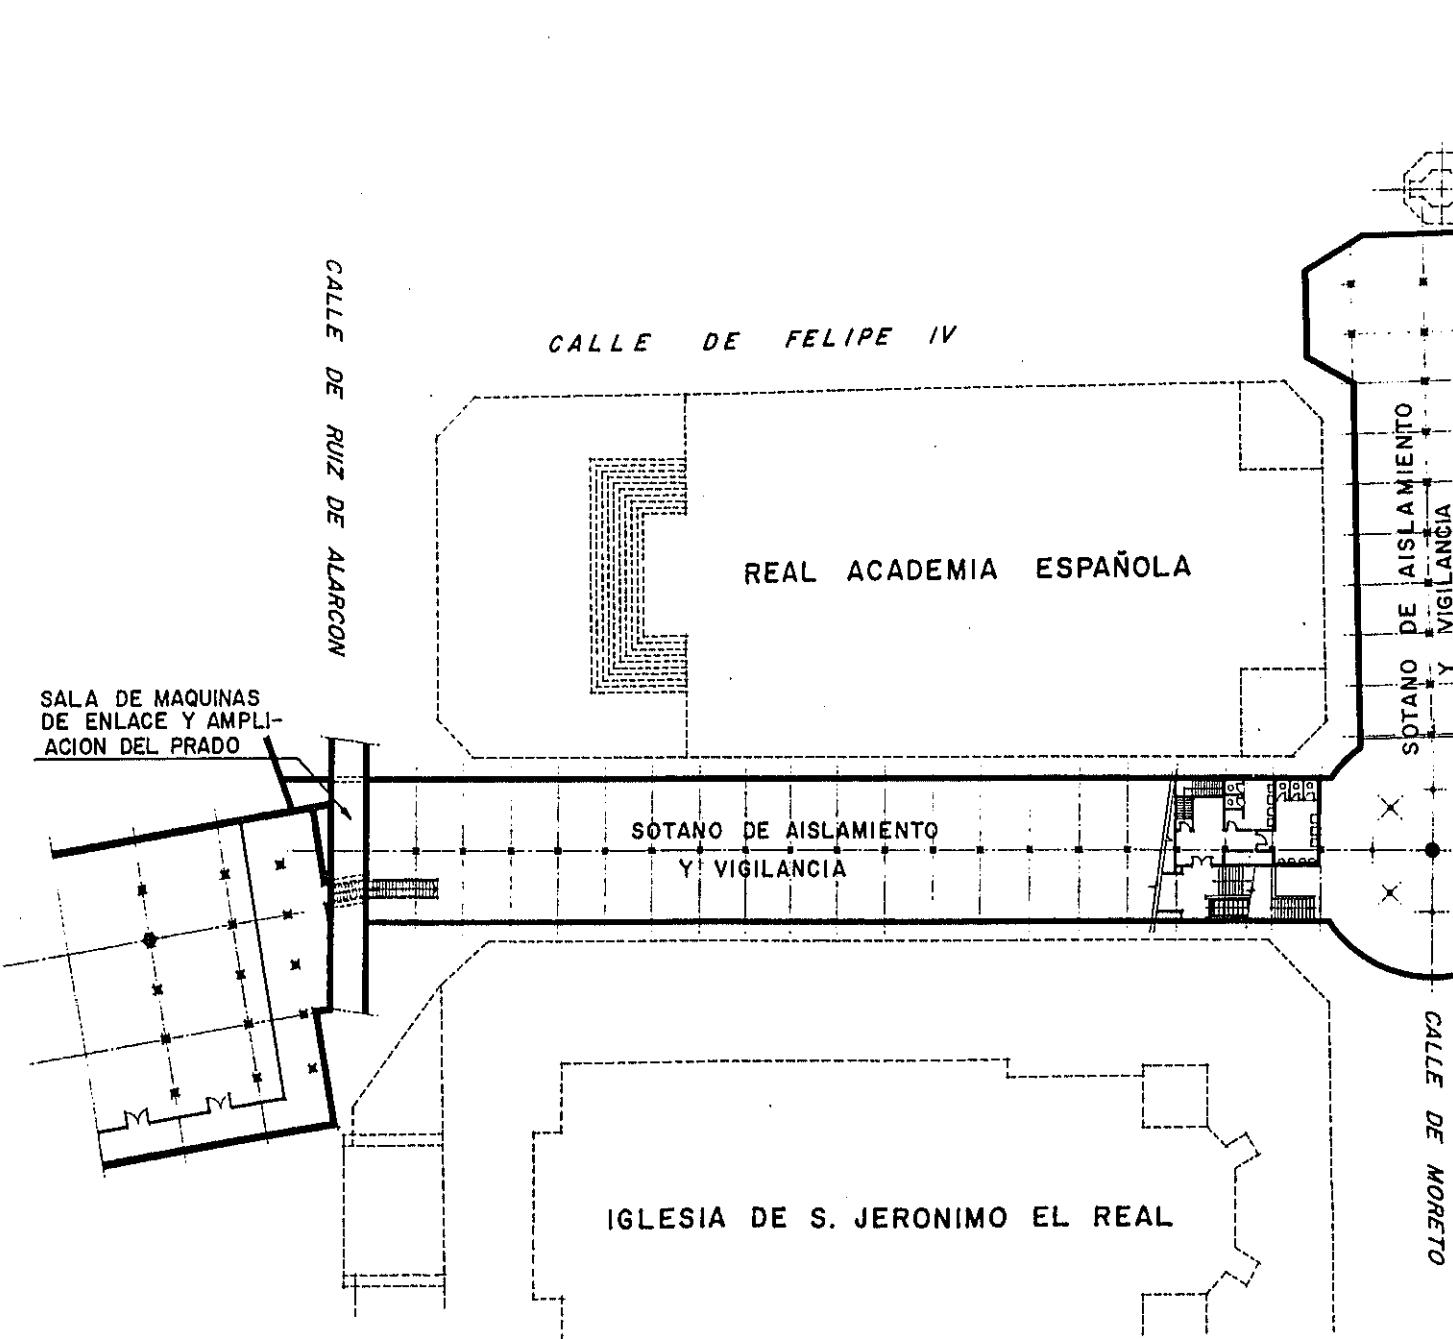 CALLE DE RUIZ DE ALARCON
CALLE DE FELIPE IV
REAL ACADEMIA ESPAÑOLA
SOTANO DE AISLAMIENTO
Y VIGILANCIA
SALA DE MAQUINAS
DE ENLACE Y AMPLI-
ACION DEL PRADO
SOTANO DE AISLAMIENTO
Y VIGILANCIA
CALLE DE MORETO
IGLESIA DE S. JERONIMO EL REAL